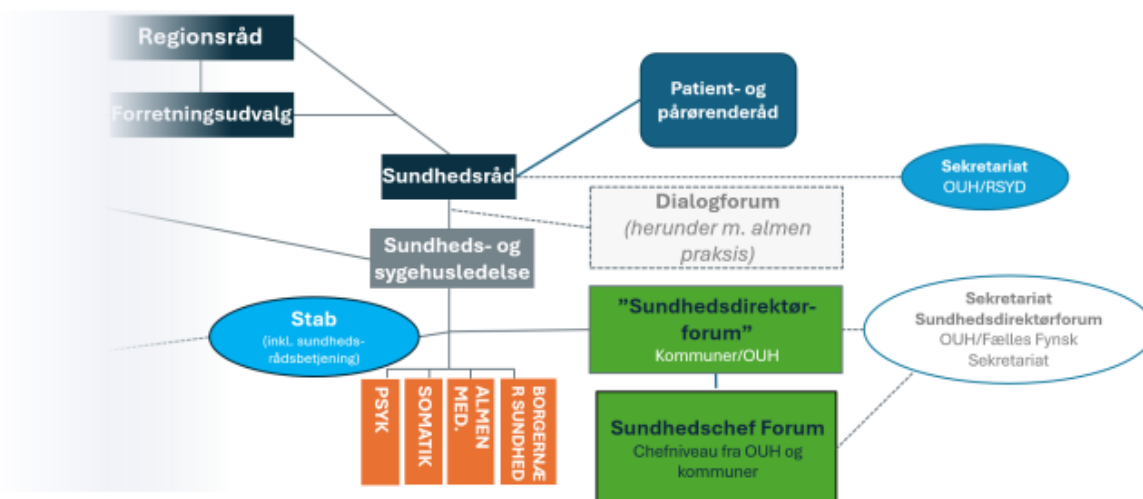 Regionsråd
Forretningsudvalg
Patient- og
pårørenderåd
Sundhedsråd
Sekretariat
OUH/RSYD
Dialogforum
(herunder m. almen
praksis)
Sundheds- og
sygehusledelse
Stab
(inkl. sundheds-
rådsbetjening)
”Sundhedsdirektør-
forum”
Kommuner/OUH
Sekretariat
Sundhedsdirektørforum
OUH/Fælles Fynsk
Sekretariat
PSYK
SOMATIK
ALMEN
MED.
BORGERNÆ
R SUNDHED
Sundhedschef Forum
Chefniveau fra OUH og
kommuner